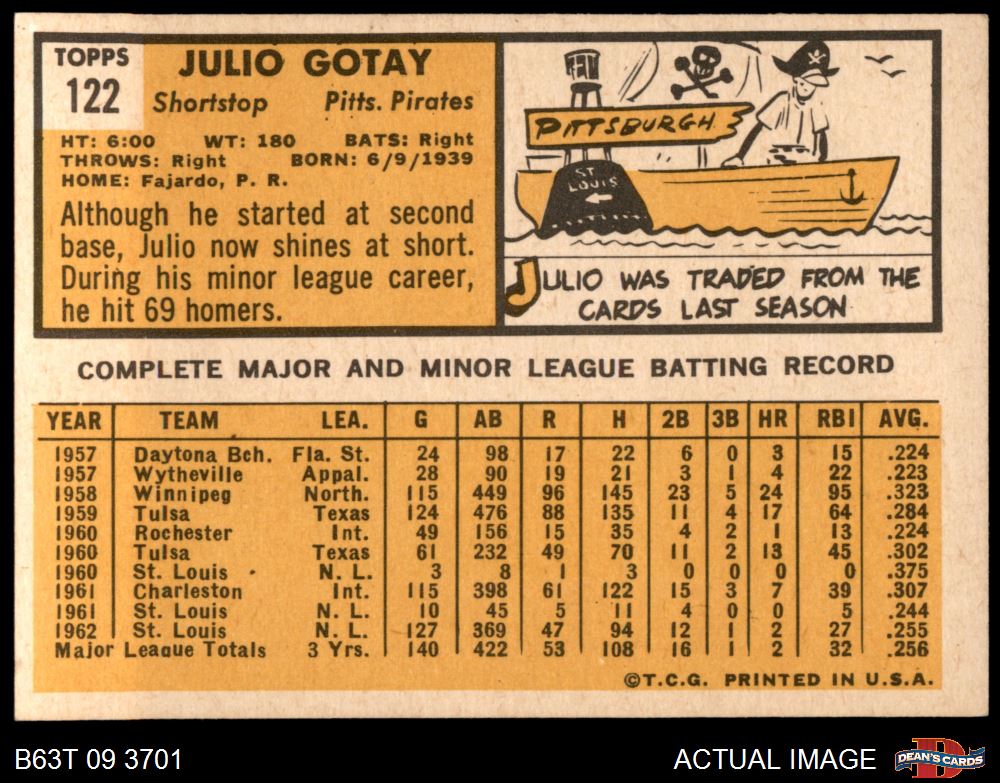 TOPPS
122
JULIO GOTAY
Shortstop Pitts. Pirates
HT: 6:00 WT: 180 BATS: Right
THROWS: Right BORN: 6/9/1939
HOME: Fajardo, P. R.
Although he started at second
base, Julio now shines at short.
During his minor league career,
he hit 69 homers.
PITTSBURGH
ST
LOUIS
JULIO WAS TRADED FROM THE
CARDS LAST SEASON
COMPLETE MAJOR AND MINOR LEAGUE BATTING RECORD
YEAR TEAM LEA. G AB R H 2B 3B HR RBI AVG.
1957 Daytona Bch. Fla. St. 24 98 17 22 6 0 3 15 .224
1957 Wytheville Appal. 28 90 19 21 3 1 4 22 .223
1958 Winnipeg North. 115 449 96 145 23 5 24 95 .323
1959 Tulsa Texas 124 476 88 135 11 4 17 64 .284
1960 Rochester Int. 49 156 15 35 4 2 1 13 .224
1960 Tulsa Texas 61 232 49 70 11 2 13 45 .302
1960 St. Louis N. L. 3 8 1 3 0 0 0 0 .375
1961 Charleston Int. 115 398 61 122 15 3 7 39 .307
1961 St. Louis N. L. 10 45 5 11 4 0 0 5 .244
1962 St. Louis N. L. 127 369 47 94 12 1 2 27 .255
Major League Totals 3 Yrs. 140 422 53 108 16 1 2 32 .256
©T.C.G. PRINTED IN U.S.A.
B63T 09 3701
ACTUAL IMAGE
DEAN'S CARDS